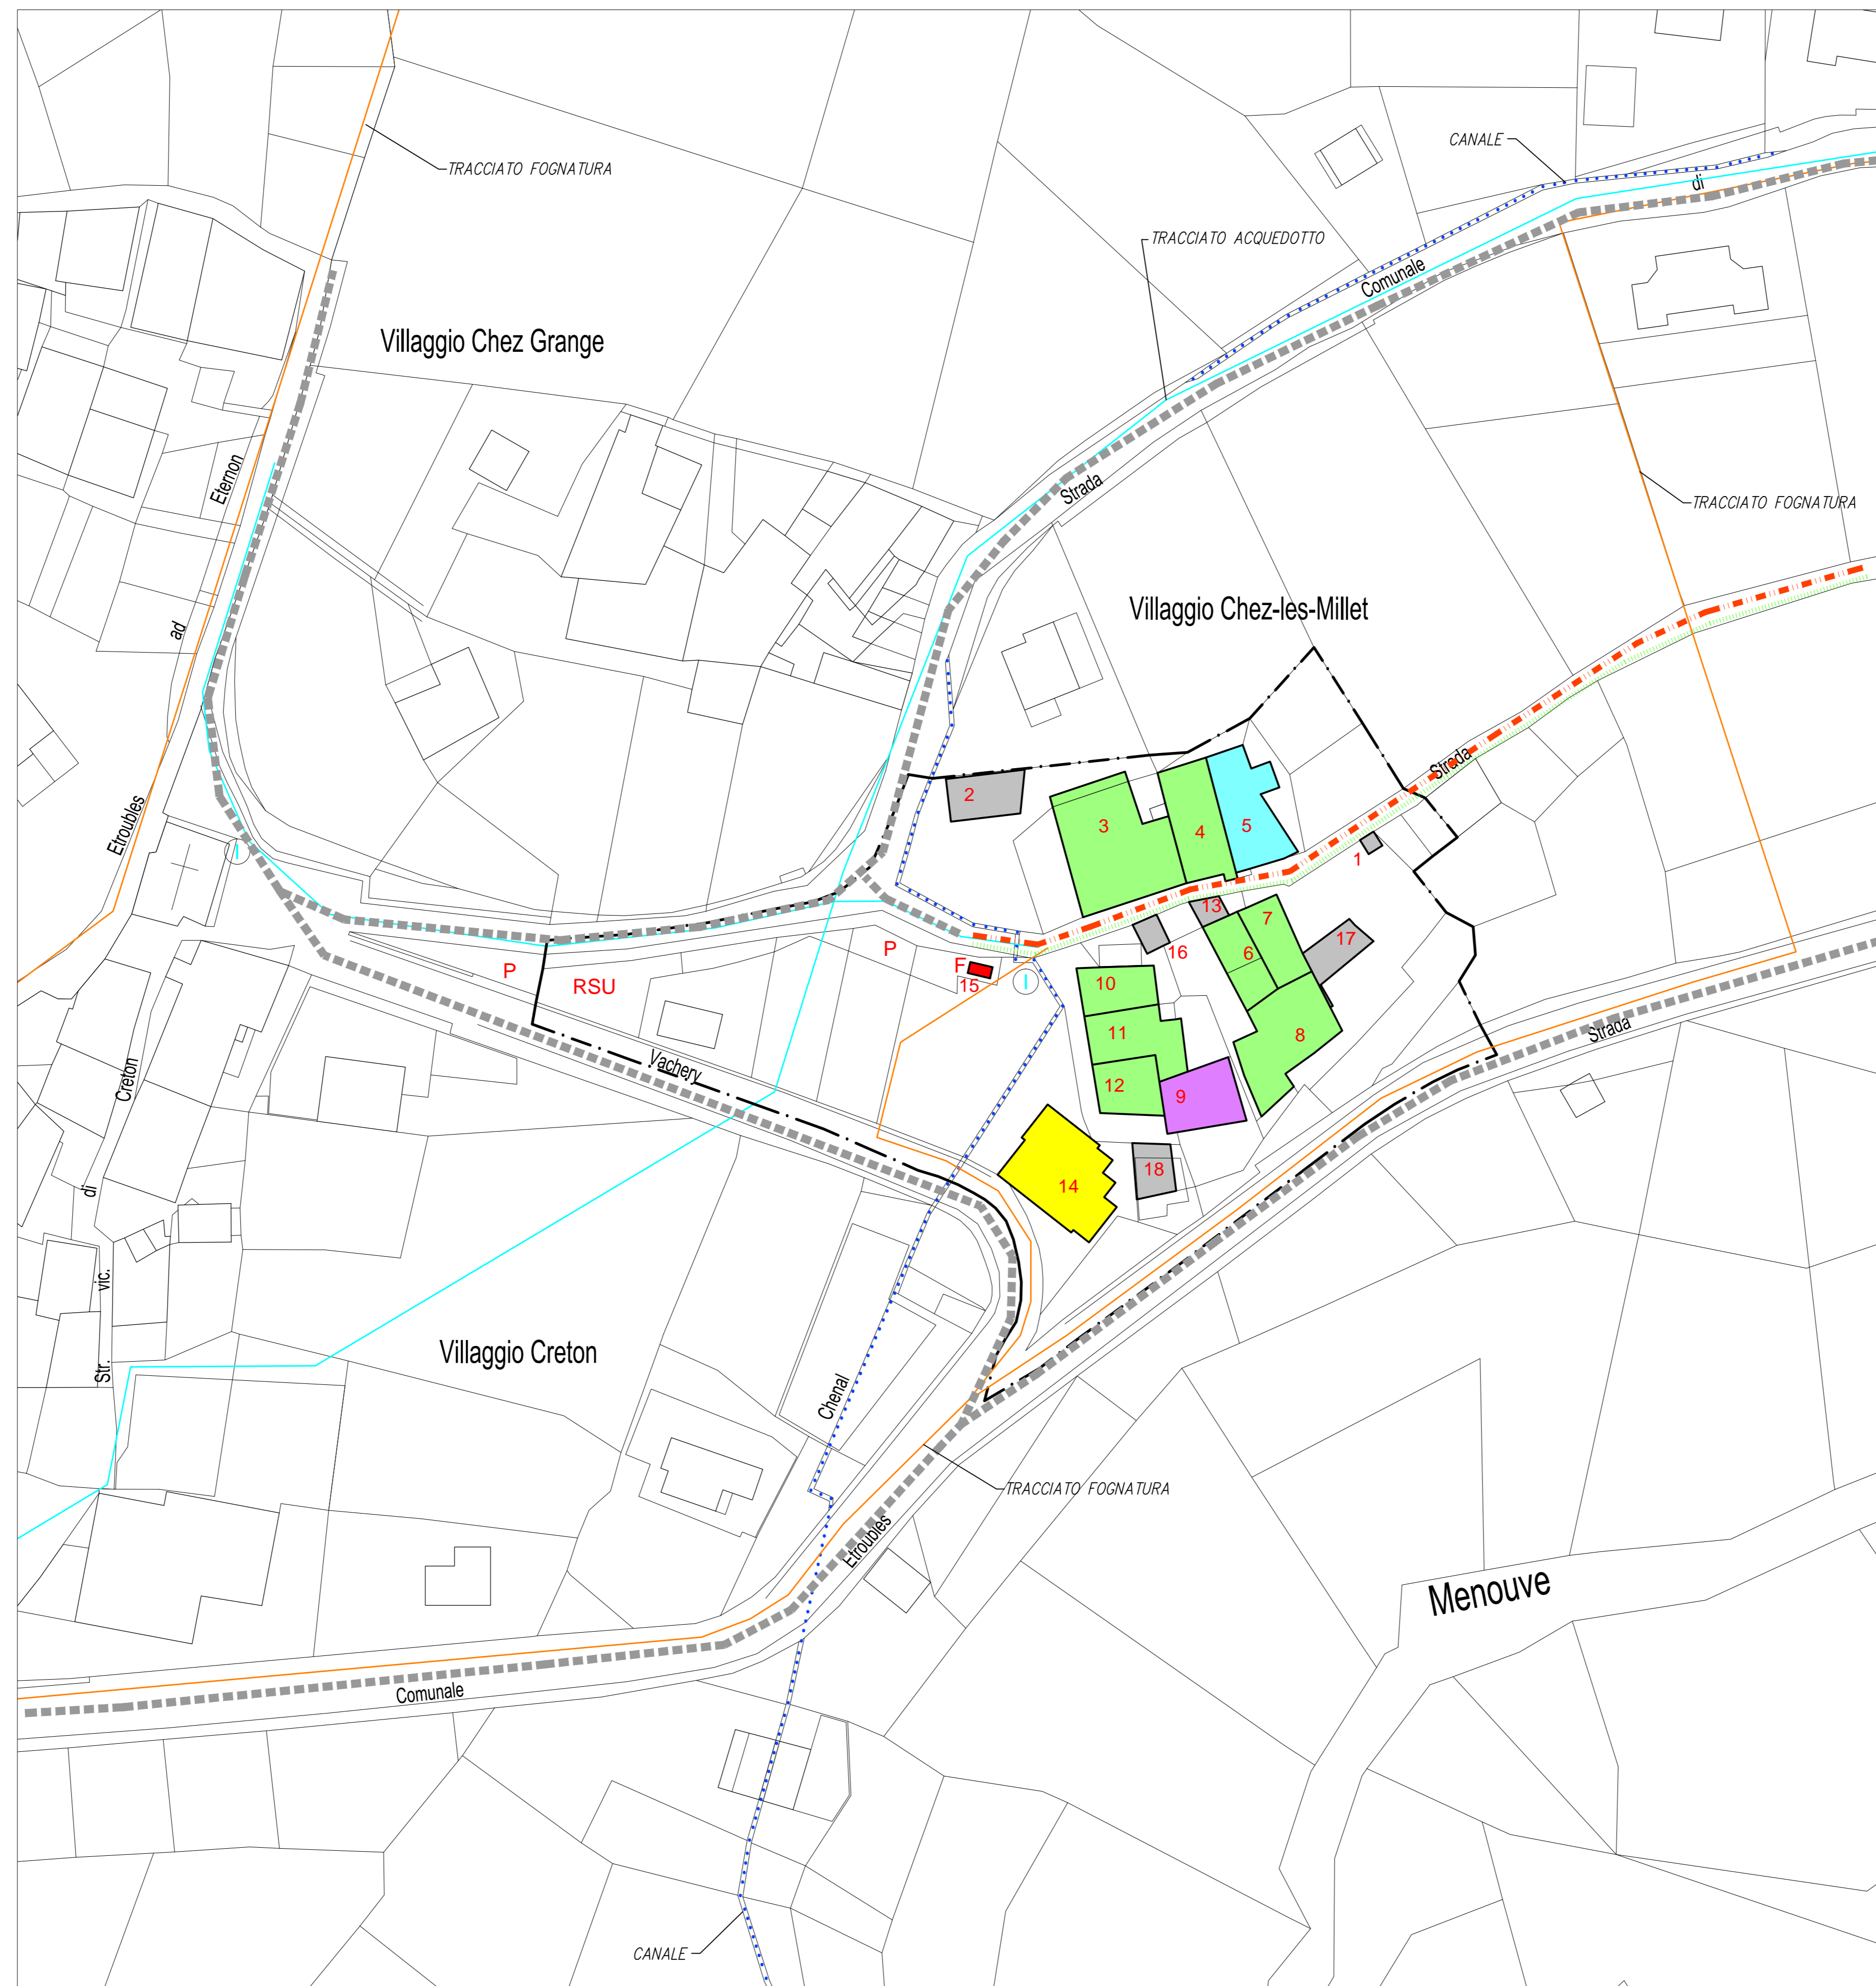 CANALE
TRACCIATO FOGNATURA
di
TRACCIATO ACQUEDOTTO
Comunale
Villaggio Chez Grange
Eternon
Strada
TRACCIATO FOGNATURA
Villaggio Chez-les-Millet
ad
Strada
2
3
4
5
Etroubles
I
1
13
7
17
6
16
P
P
F
RSU
15
I
10
11
8
Strada
Vachery
Creton
12
9
18
14
di
vic.
Villaggio Creton
Str.
Chenal
TRACCIATO FOGNATURA
Etroubles
Menouve
Comunale
CANALE